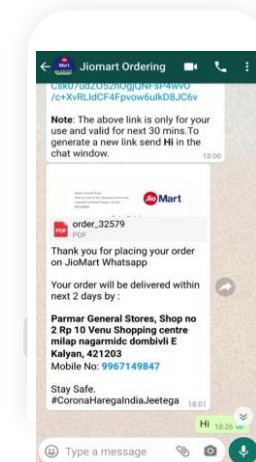 Jiomart Ordering
/c+XvRLIdCF4Fpvow6ulkD8JC6v
Note: The above link is only for your
use and valid for next 30 mins.To
generate a new link send Hi in the
chat window.
18:00
JioMart
order_32579
PDF
Thank you for placing your order
on JioMart Whatsapp
Your order will be delivered within
next 2 days by :
Parmar General Stores, Shop no
2 Rp 10 Venu Shopping centre
milap nagarmidc dombivli E
Kalyan, 421203
Mobile No: 9967149847
Stay Safe.
#CoronaHaregaIndiaJeetega
18:01
Hi 18:26
Type a message